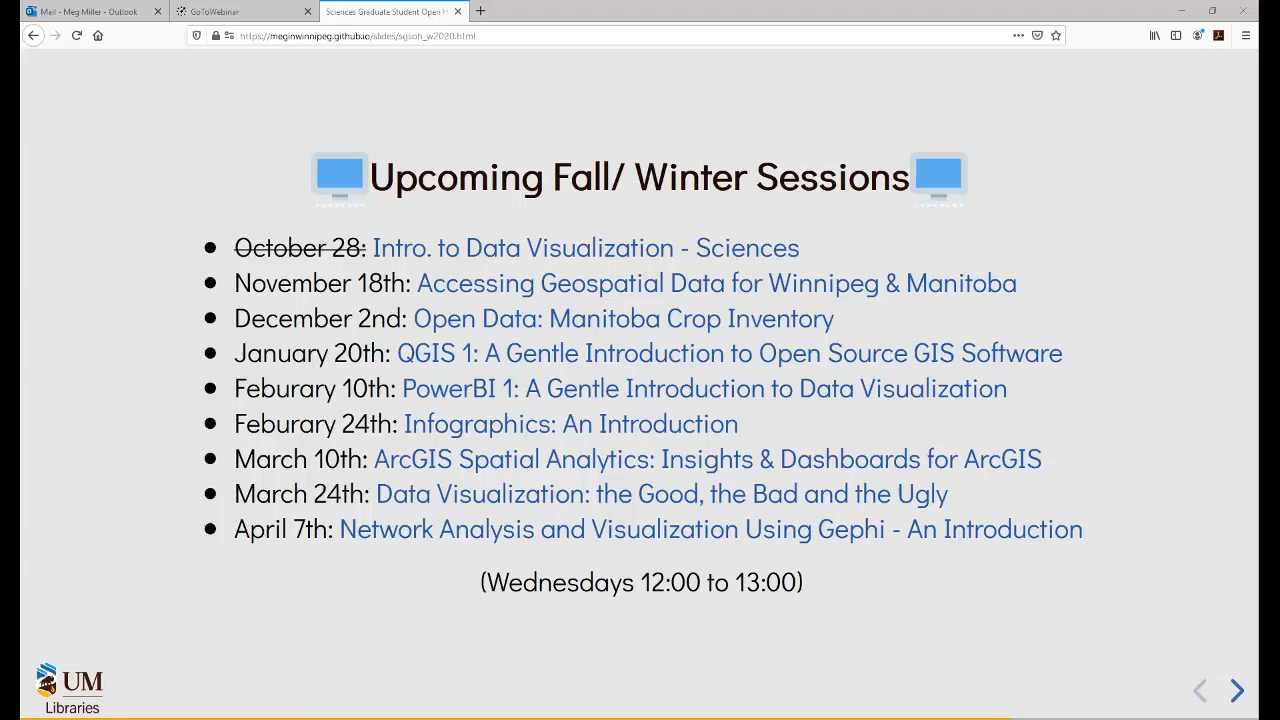 Mail - Meg Miller - Outlook
GoToWebinar
Sciences Graduate Student Open H
https://meginwinnipeg.github.io/slides/sgsoh_w2020.html
Upcoming Fall/ Winter Sessions
October 28: Intro. to Data Visualization - Sciences
November 18th: Accessing Geospatial Data for Winnipeg & Manitoba
December 2nd: Open Data: Manitoba Crop Inventory
January 20th: QGIS 1: A Gentle Introduction to Open Source GIS Software
Feburary 10th: PowerBI 1: A Gentle Introduction to Data Visualization
Feburary 24th: Infographics: An Introduction
March 10th: ArcGIS Spatial Analytics: Insights & Dashboards for ArcGIS
March 24th: Data Visualization: the Good, the Bad and the Ugly
April 7th: Network Analysis and Visualization Using Gephi - An Introduction
(Wednesdays 12:00 to 13:00)
UM
Libraries